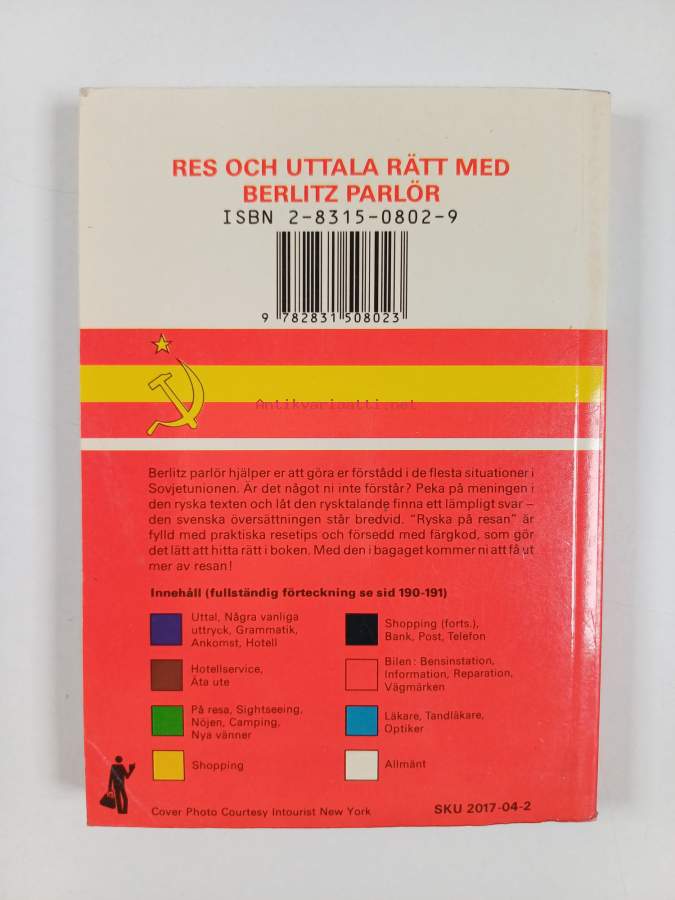 RES OCH UTTALA RÄTT MED
BERLITZ PARLÖR
ISBN 2-8315-0802-9
9 782831 508023
Antikvariaatti.net
Berlitz parlör hjälper er att göra er förstådd i de flesta situationer i
Sovjetunionen. Är det något ni inte förstår? Peka på meningen i
den ryska texten och låt den rysktalande finna ett lämpligt svar –
den svenska översättningen står bredvid. "Ryska på resan" är
fylld med praktiska resetips och försedd med färgkod, som gör
det lätt att hitta rätt i boken. Med den i bagaget kommer ni att få ut
mer av resan!
Innehåll (fullständig förteckning se sid 190-191)
Uttal, Några vanliga
uttryck, Grammatik,
Ankomst, Hotell
Hotellservice,
Äta ute
På resa, Sightseeing,
Nöjen, Camping,
Nya vänner
Shopping
Shopping (forts.),
Bank, Post, Telefon
Bilen: Bensinstation,
Information, Reparation,
Vägmärken
Läkare, Tandläkare,
Optiker
Allmänt
Cover Photo Courtesy Intourist New York
SKU 2017-04-2